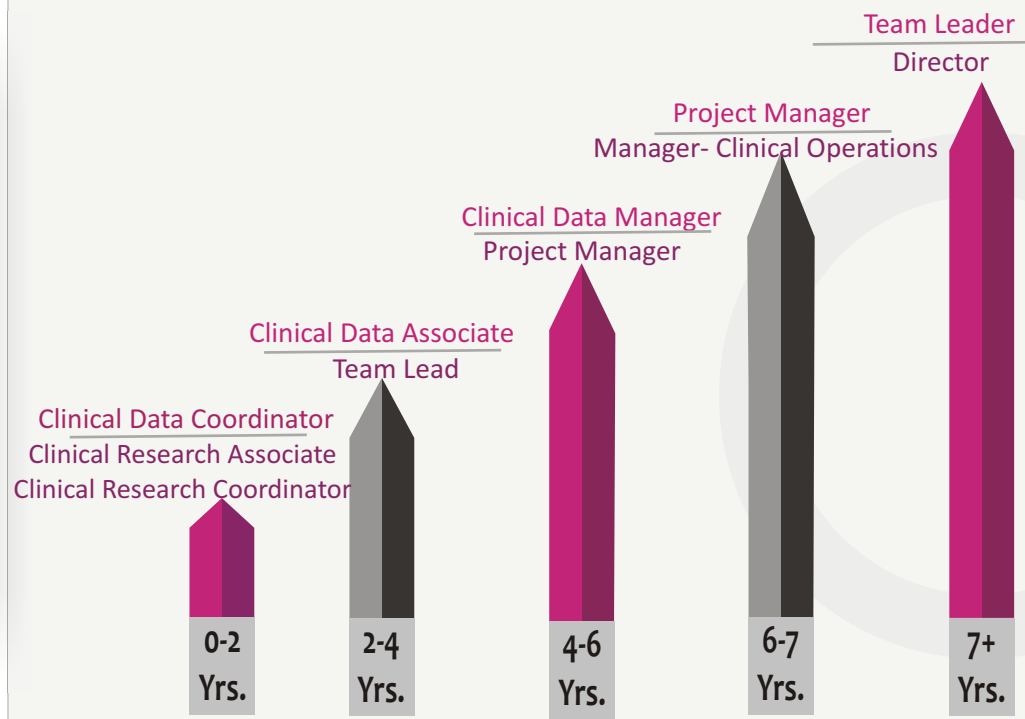 Team Leader
Director
Project Manager
Manager- Clinical Operations
Clinical Data Manager
Project Manager
Clinical Data Associate
Team Lead
Clinical Data Coordinator
Clinical Research Associate
Clinical Research Coordinator
0-2
Yrs.
2-4
Yrs.
4-6
Yrs.
6-7
Yrs.
7+
Yrs.